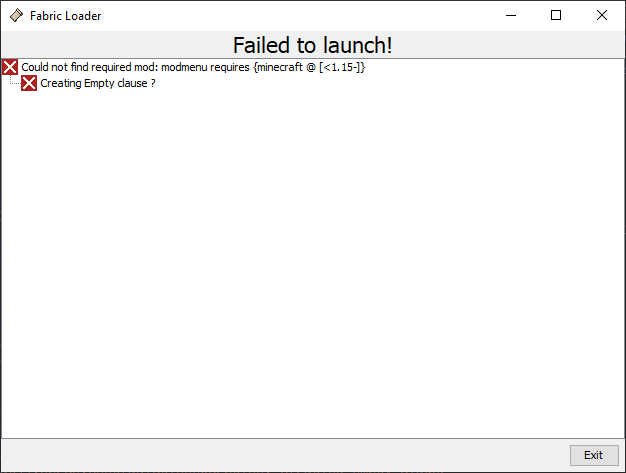 Fabric Loader
Failed to launch!
Could not find required mod: modmenu requires {minecraft @ [<1.15-]}
Creating Empty clause ?
Exit